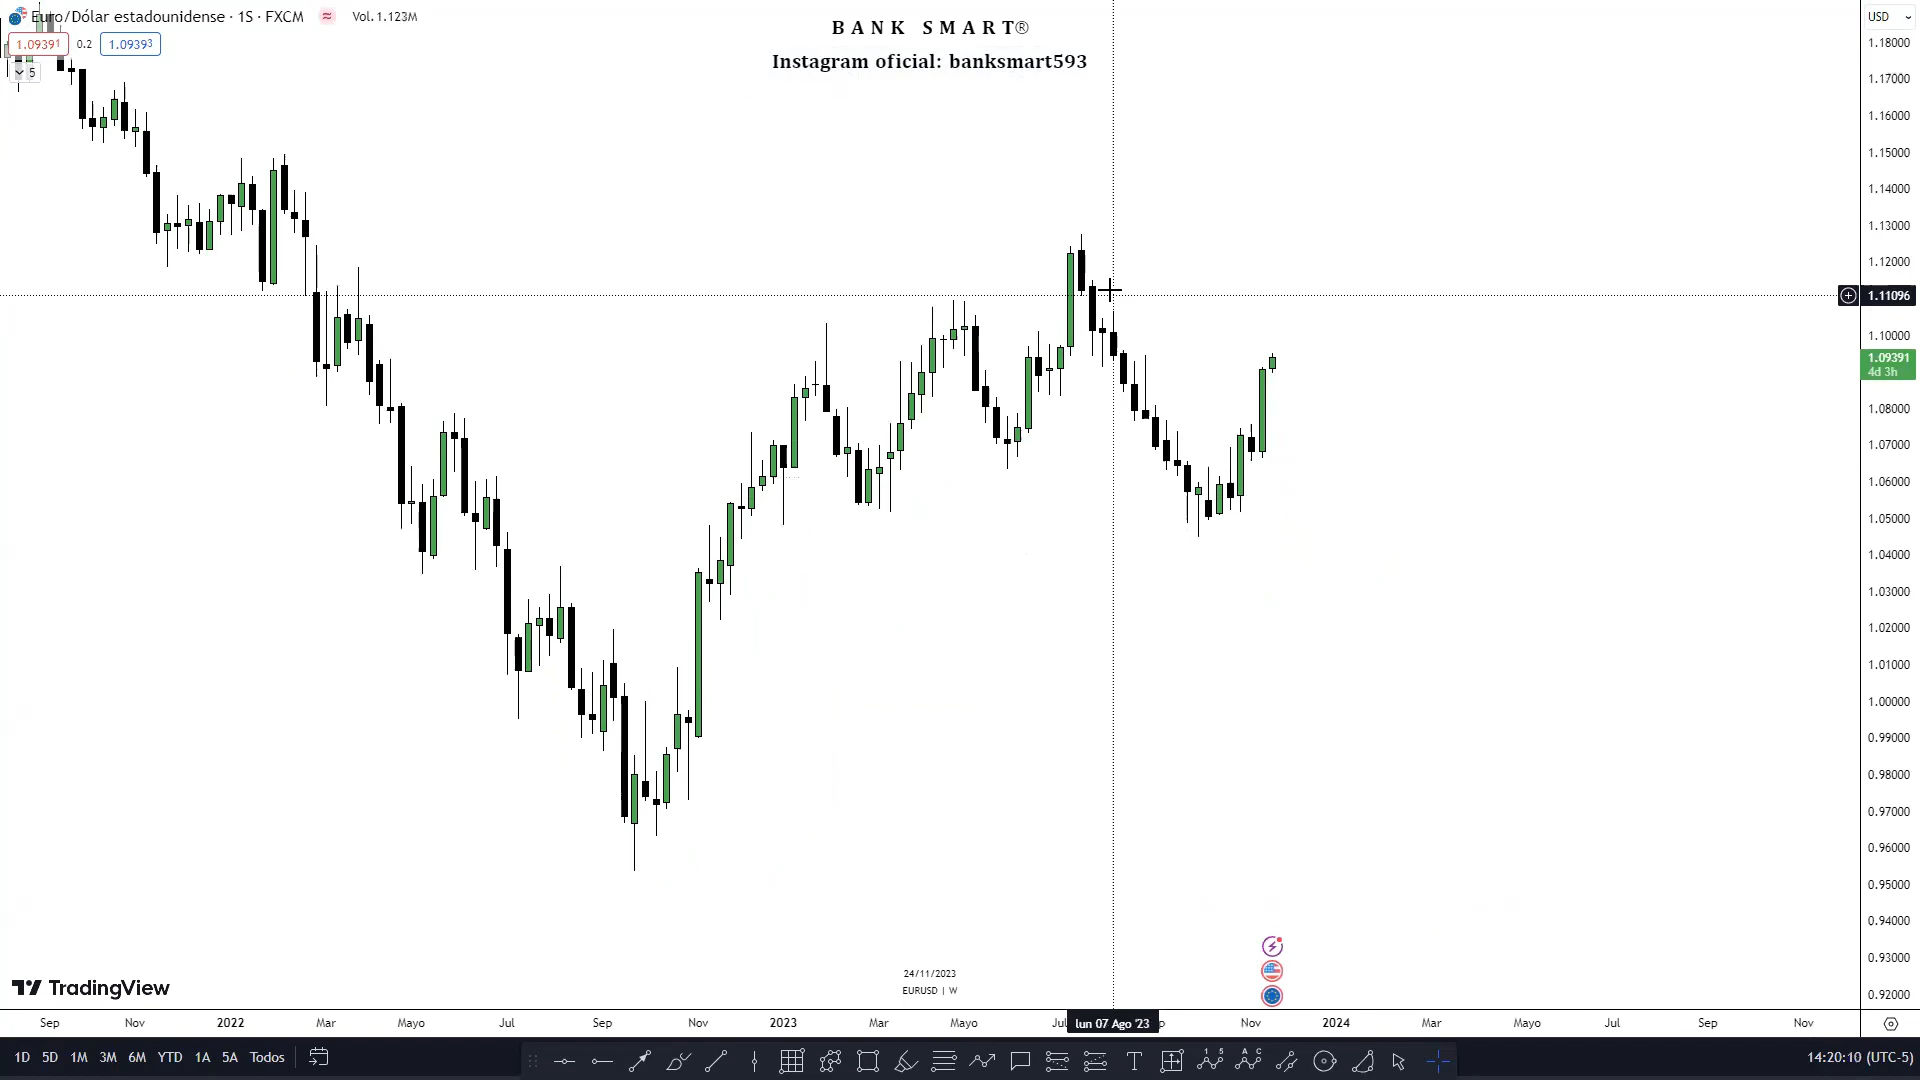 Euro/Dólar estadounidense · 1S · FXCM ≈ Vol. 1.123M
1.09391 0.2 1.09393
5
B A N K S M A R T®
Instagram oficial: banksmart593
USD
1.18000
1.17000
1.16000
1.15000
1.14000
1.13000
1.12000
1.11096
1.10000
1.09391
4d 3h
1.08000
1.07000
1.06000
1.05000
1.04000
1.03000
1.02000
1.01000
1.00000
0.99000
0.98000
0.97000
0.96000
0.95000
0.94000
0.93000
0.92000
24/11/2023
EURUSD | W
TradingView
Sep Nov 2022 Mar Mayo Jul Sep Nov 2023 Mar Mayo Jul lun 07 Ago '23 Nov 2024 Mar Mayo Jul Sep Nov
1D 5D 1M 3M 6M YTD 1A 5A Todos
14:20:10 (UTC-5)